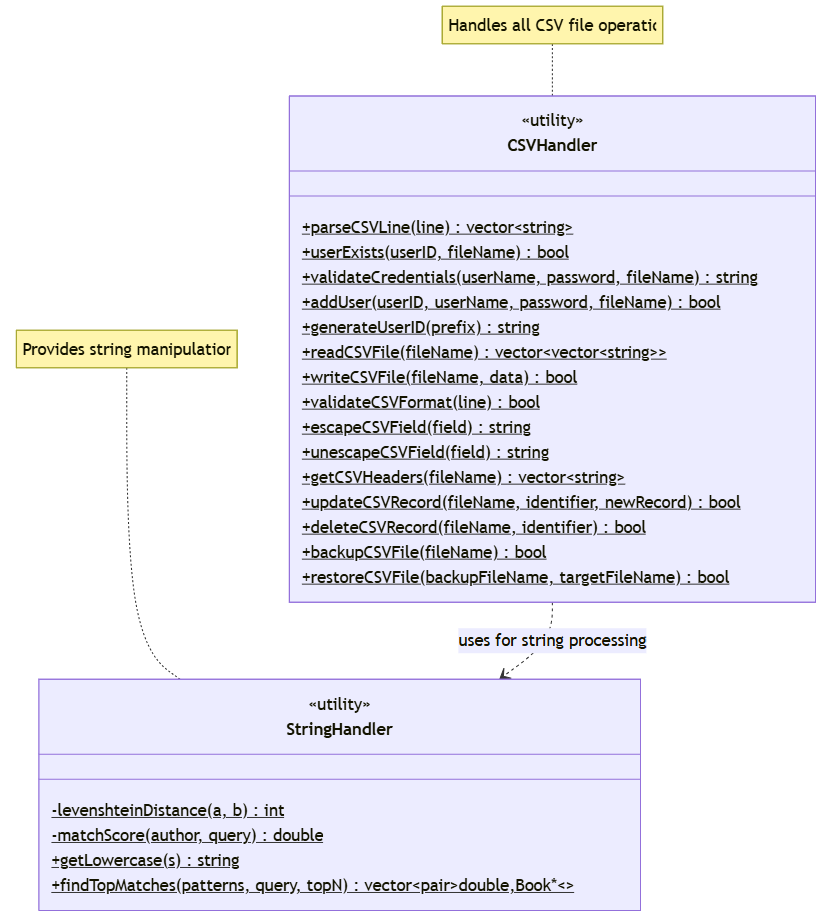 Handles all CSV file operatic
«utility»
CSVHandler
+parseCSVLine(line) : vector<string>
+userExists(userID, fileName) : bool
+validateCredentials(userName, password, fileName) : string
+addUser(userID, userName, password, fileName) : bool
+generateUserID(prefix) : string
+readCSVFile(fileName) : vector<vector<string>>
+writeCSVFile(fileName, data) : bool
+validateCSVFormat(line) : bool
+escapeCSVField(field) : string
+unescapeCSVField(field) : string
+getCSVHeaders(fileName) : vector<string>
+updateCSVRecord(fileName, identifier, newRecord) : bool
+deleteCSVRecord(fileName, identifier) : bool
+backupCSVFile(fileName) : bool
+restoreCSVFile(backupFileName, targetFileName) : bool
Provides string manipulation
uses for string processing
«utility»
StringHandler
-levenshteinDistance(a, b) : int
-matchScore(author, query) : double
+getLowercase(s) : string
+findTopMatches(patterns, query, topN) : vector<pair>double,Book*<>